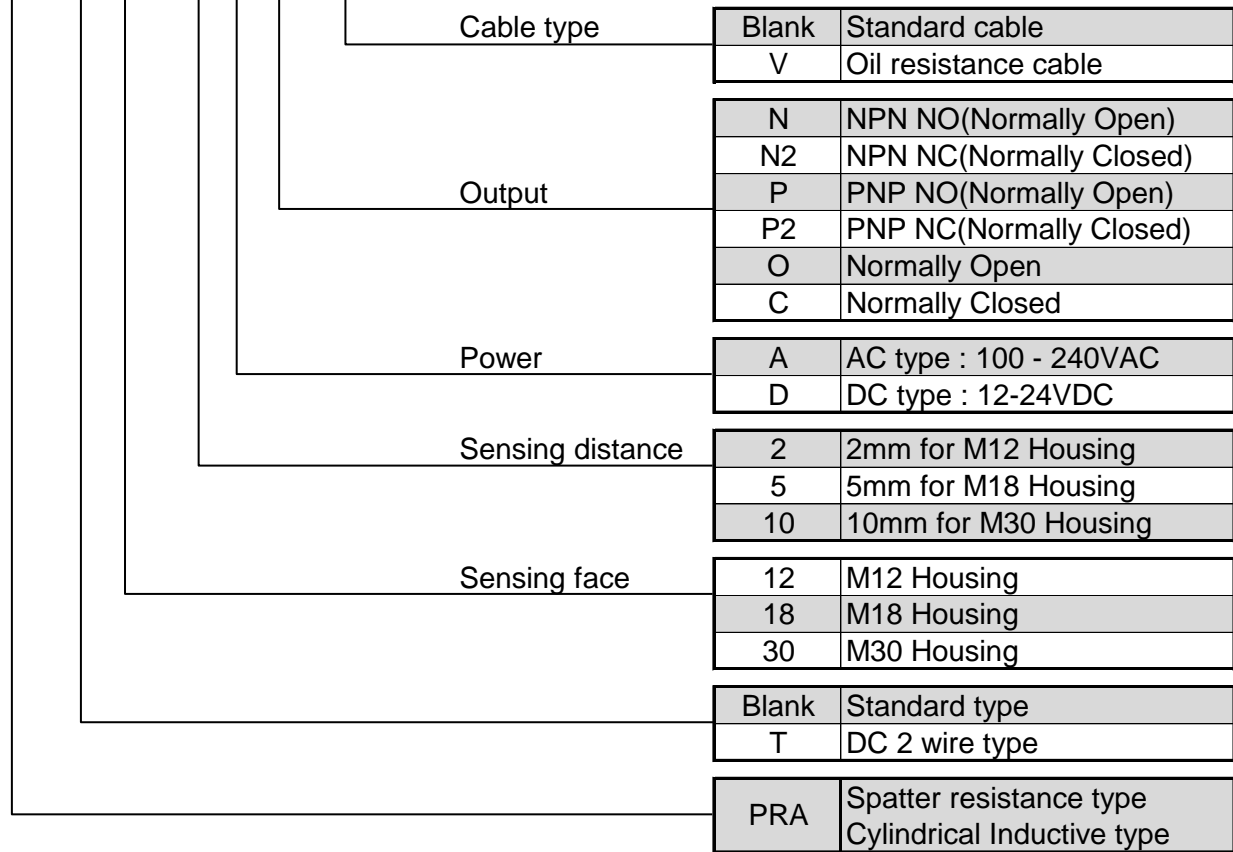 Cable type Blank Standard cable
V Oil resistance cable
N NPN NO(Normally Open)
N2 NPN NC(Normally Closed)
Output P PNP NO(Normally Open)
P2 PNP NC(Normally Closed)
O Normally Open
C Normally Closed
Power A AC type : 100 - 240VAC
D DC type : 12-24VDC
Sensing distance 2 2mm for M12 Housing
5 5mm for M18 Housing
10 10mm for M30 Housing
Sensing face 12 M12 Housing
18 M18 Housing
30 M30 Housing
Blank Standard type
T DC 2 wire type
PRA Spatter resistance type
Cylindrical Inductive type